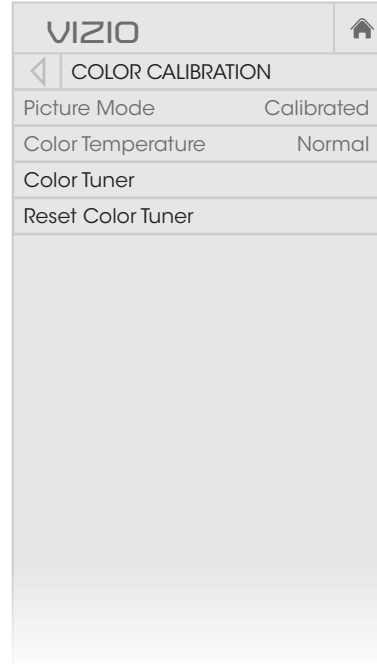 VIZIO
COLOR CALIBRATION
Picture Mode Calibrated
Color Temperature Normal
Color Tuner
Reset Color Tuner